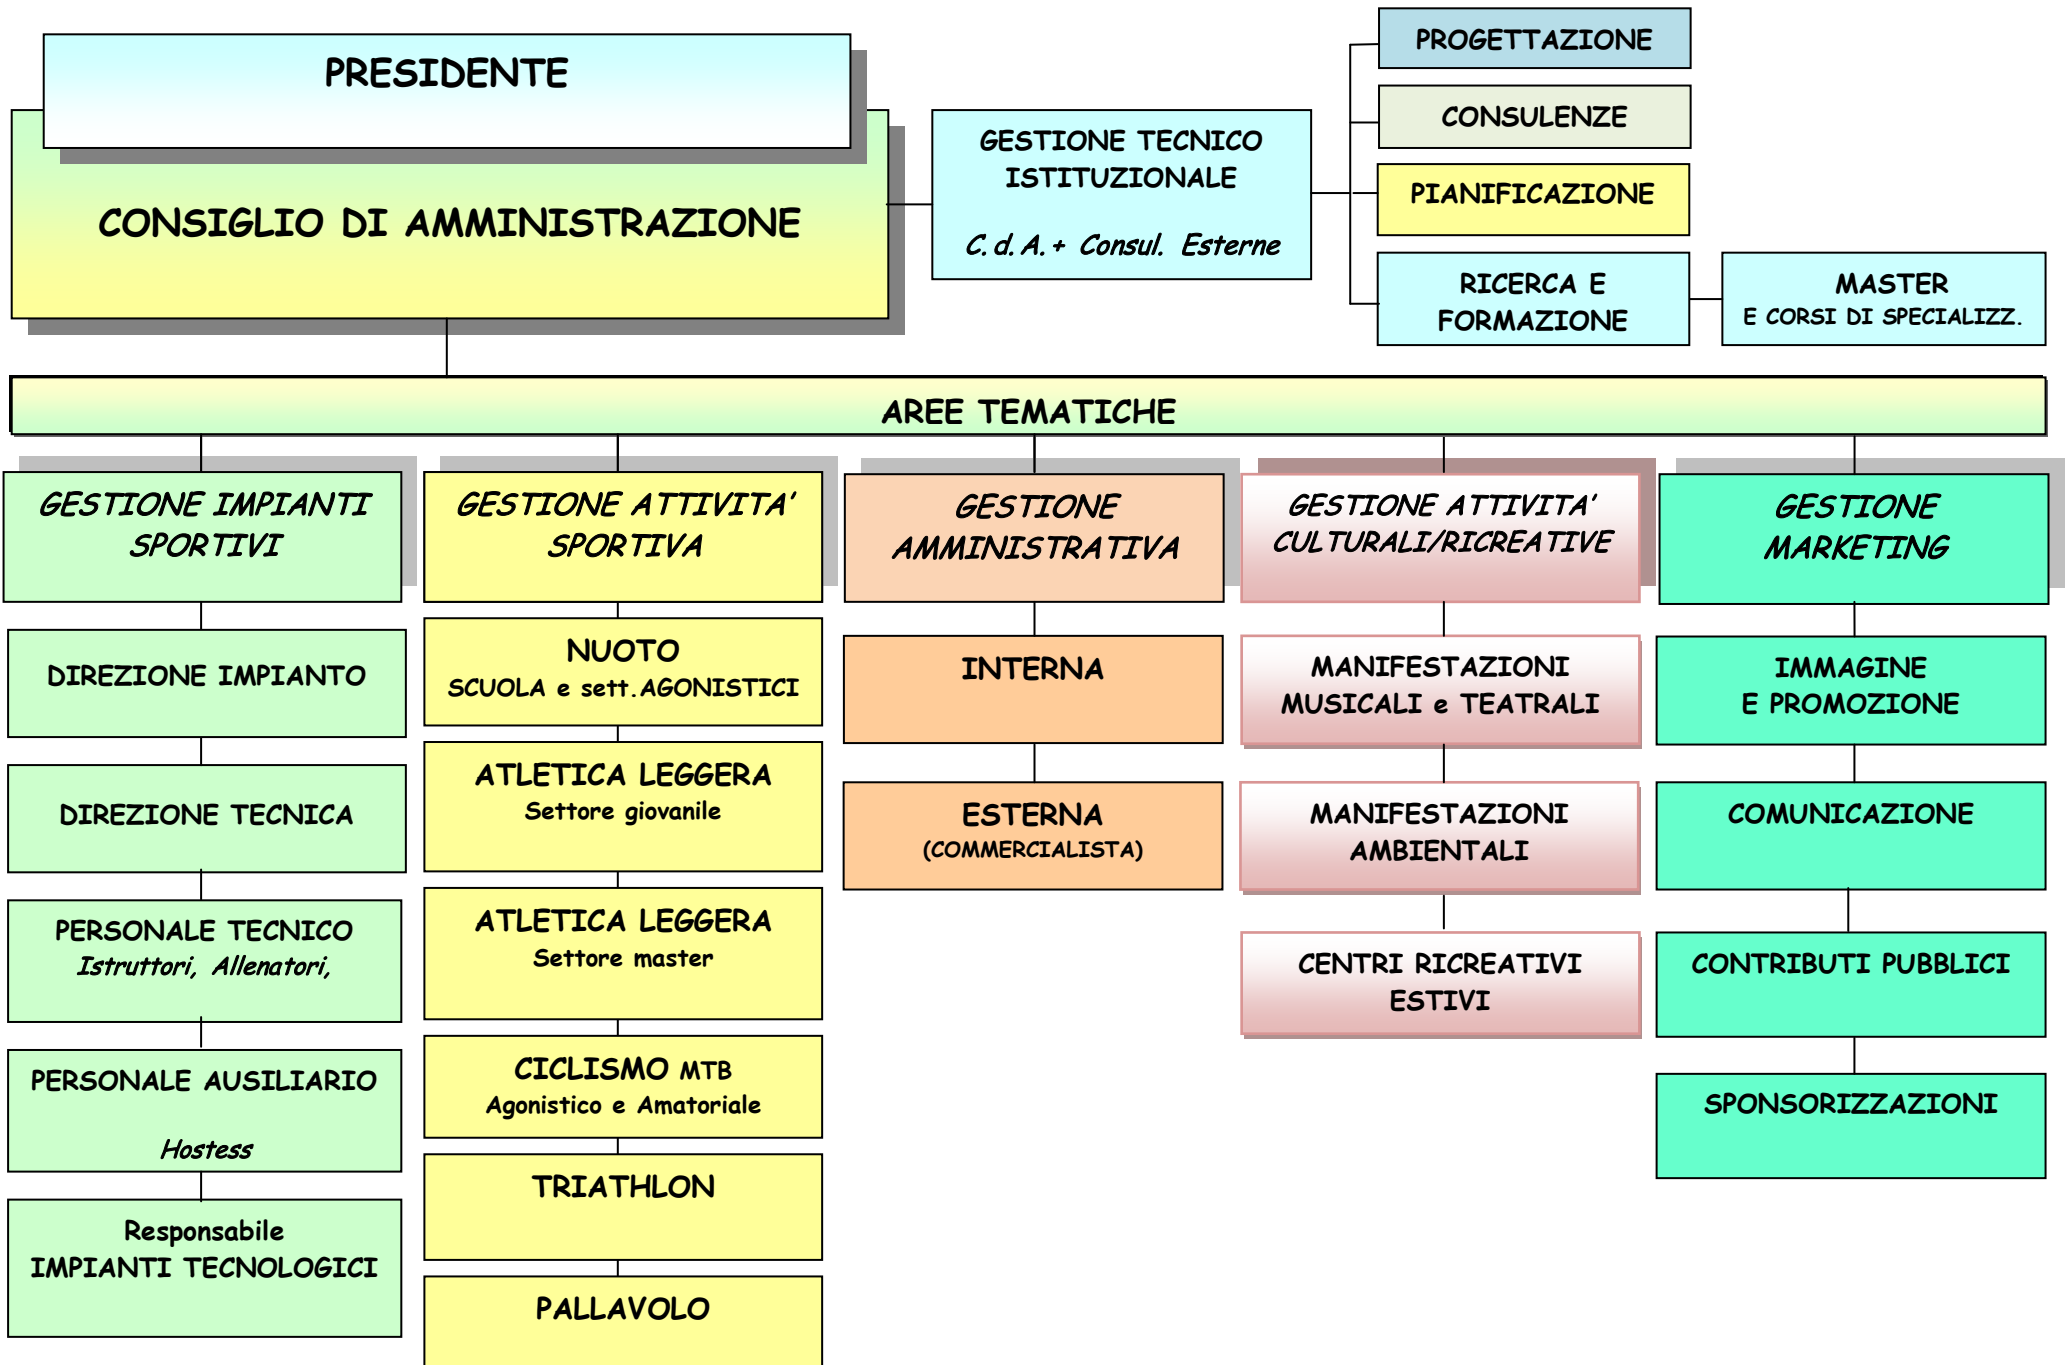 PRESIDENTE
CONSIGLIO DI AMMINISTRAZIONE
GESTIONE TECNICO
ISTITUZIONALE
C.d.A.+ Consul. Esterne
PROGETTAZIONE
CONSULENZE
PIANIFICAZIONE
RICERCA E
FORMAZIONE
MASTER
E CORSI DI SPECIALIZZ.
AREE TEMATICHE
GESTIONE IMPIANTI
SPORTIVI
DIREZIONE IMPIANTO
DIREZIONE TECNICA
PERSONALE TECNICO
Istruttori, Allenatori,
PERSONALE AUSILIARIO
Hostess
Responsabile
IMPIANTI TECNOLOGICI
GESTIONE ATTIVITA’
SPORTIVA
NUOTO
SCUOLA e sett.AGONISTICI
ATLETICA LEGGERA
Settore giovanile
ATLETICA LEGGERA
Settore master
CICLISMO MTB
Agonistico e Amatoriale
TRIATHLON
PALLAVOLO
GESTIONE
AMMINISTRATIVA
INTERNA
ESTERNA
(COMMERCIALISTA)
GESTIONE ATTIVITA’
CULTURALI/RICREATIVE
MANIFESTAZIONI
MUSICALI e TEATRALI
MANIFESTAZIONI
AMBIENTALI
CENTRI RICREATIVI
ESTIVI
GESTIONE
MARKETING
IMMAGINE
E PROMOZIONE
COMUNICAZIONE
CONTRIBUTI PUBBLICI
SPONSORIZZAZIONI